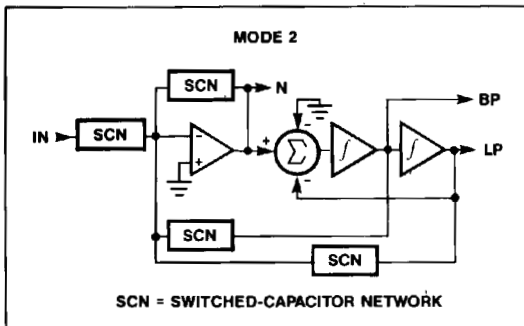 MODE 2
SCN
N
BP
IN
SCN
-
+
+
-
Σ
-
∫
∫
LP
SCN
SCN
SCN = SWITCHED-CAPACITOR NETWORK